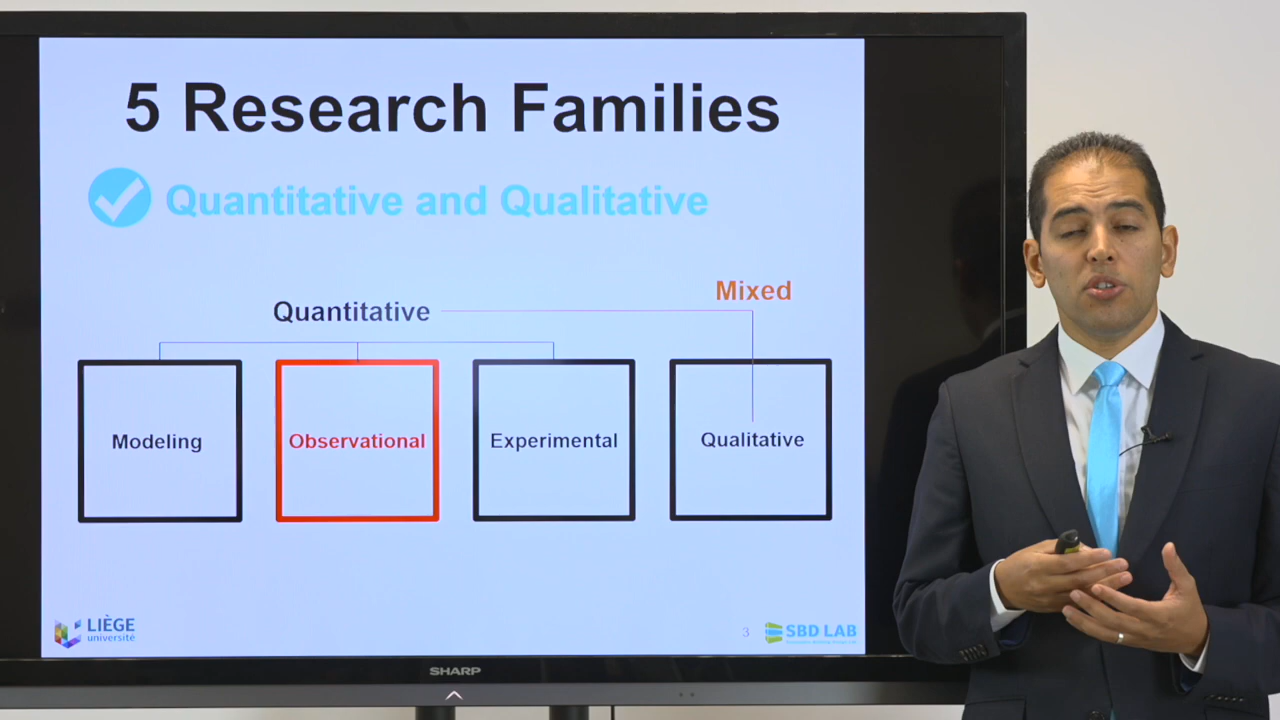 5 Research Families
Quantitative and Qualitative
Mixed
Quantitative
Modeling
Observational
Experimental
Qualitative
LIÈGE
université
3
SBD LAB
SHARP